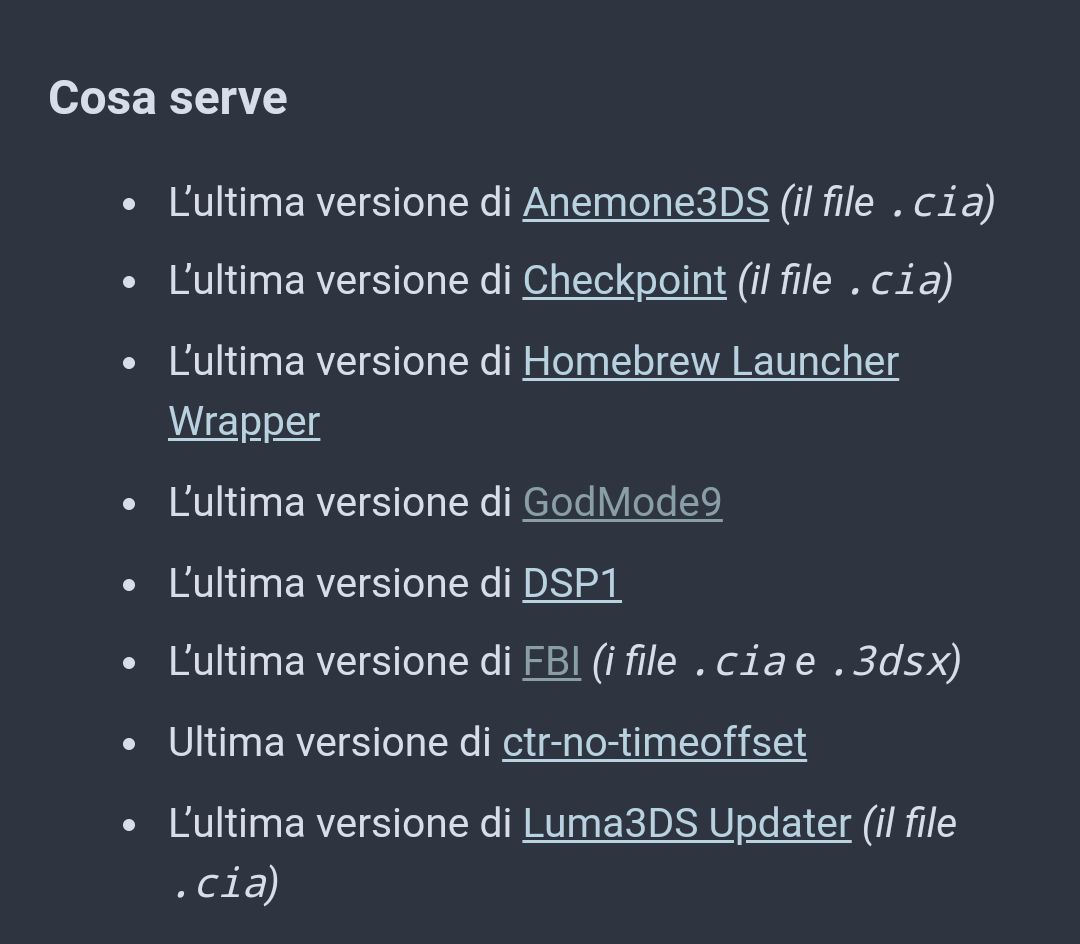 Cosa serve
L’ultima versione di Anemone3DS (il file .cia)
L’ultima versione di Checkpoint (il file .cia)
L’ultima versione di Homebrew Launcher
Wrapper
L’ultima versione di GodMode9
L’ultima versione di DSP1
L’ultima versione di FBI (i file .cia e .3dsx)
Ultima versione di ctr-no-timeoffset
L’ultima versione di Luma3DS Updater (il file
.cia)